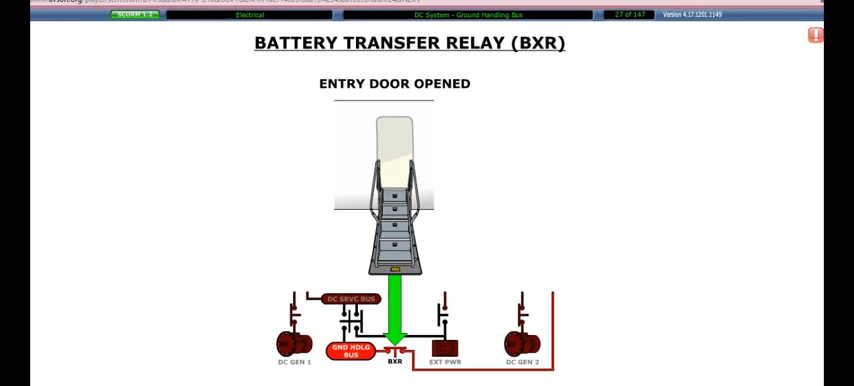 SCORM 1.2
Electrical
DC System - Ground Handling Bus
27 of 147
Version 4.17.1201.1149
BATTERY TRANSFER RELAY (BXR)
ENTRY DOOR OPENED
DC SRVC BUS
GND HDLG
BUS
DC GEN 1
BXR
EXT PWR
DC GEN 2